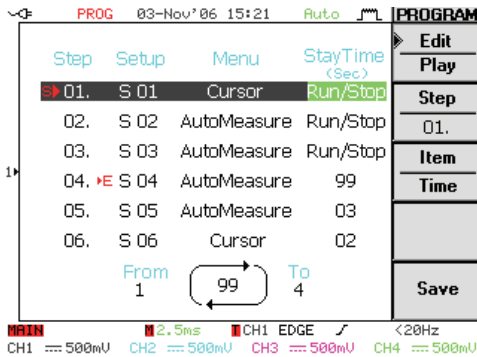 PROG 03-Nov'06 15:21 Auto PROGRAM
Edit
Play
Step Setup Menu StayTime
(Sec)
S 01. S 01 Cursor Run/Stop
02. S 02 AutoMeasure Run/Stop
03. S 03 AutoMeasure Run/Stop
04. E S 04 AutoMeasure 99
05. S 05 AutoMeasure 03
06. S 06 Cursor 02
From To
1 99 4
Step
01.
Item
Time
Save
1
MAIN M 2.5ms T CH1 EDGE <20Hz
CH1 500mV CH2 500mV CH3 500mV CH4 500mV